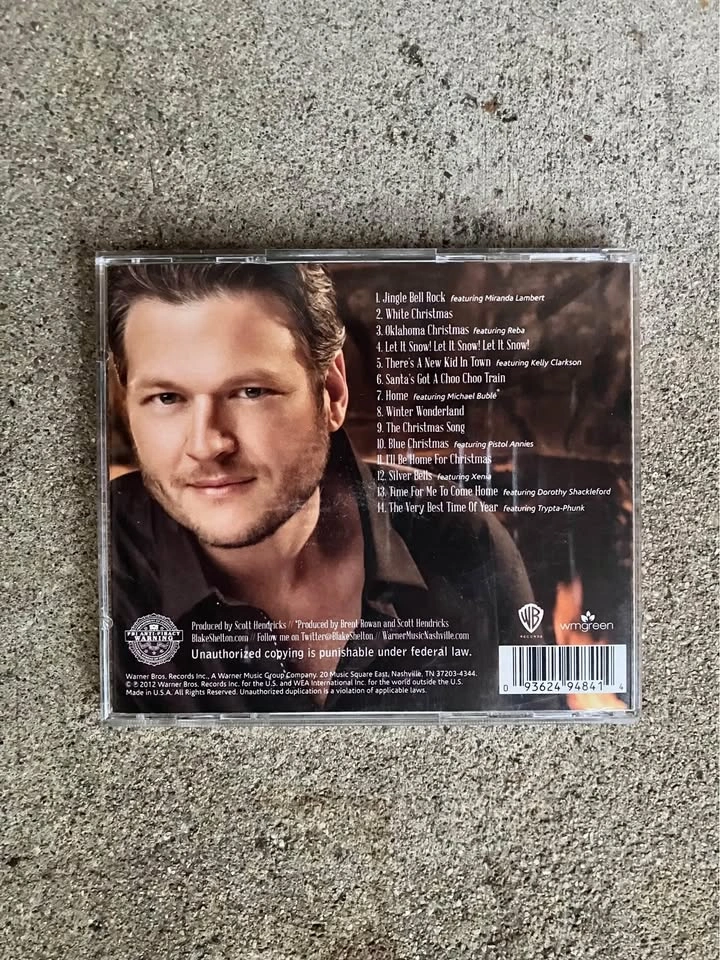 1. Jingle Bell Rock featuring Miranda Lambert
2. White Christmas
3. Oklahoma Christmas featuring Reba
4. Let It Snow! Let It Snow! Let It Snow!
5. There's A New Kid In Town featuring Kelly Clarkson
6. Santa's Got A Choo Choo Train
7. Home featuring Michael Bublé*
8. Winter Wonderland
9. The Christmas Song
10. Blue Christmas featuring Pistol Annies
11. I'll Be Home For Christmas
12. Silver Bells featuring Xenia
13. Time For Me To Come Home featuring Dorothy Shackleford
14. The Very Best Time Of Year featuring Trypta-Phunk
FBI ANTI-PIRACY
WARNING
Produced by Scott Hendricks // *Produced by Brent Rowan and Scott Hendricks
BlakeShelton.com // Follow me on Twitter@BlakeShelton // WarnerMusicNashville.com
Unauthorized copying is punishable under federal law.
WB
RECORDS
wmgreen
Warner Bros. Records Inc., A Warner Music Group Company. 20 Music Square East, Nashville, TN 37203-4344.
© ℗ 2012 Warner Bros. Records Inc. for the U.S. and WEA International Inc. for the world outside the U.S.
Made in U.S.A. All Rights Reserved. Unauthorized duplication is a violation of applicable laws.
0 93624 94841 4